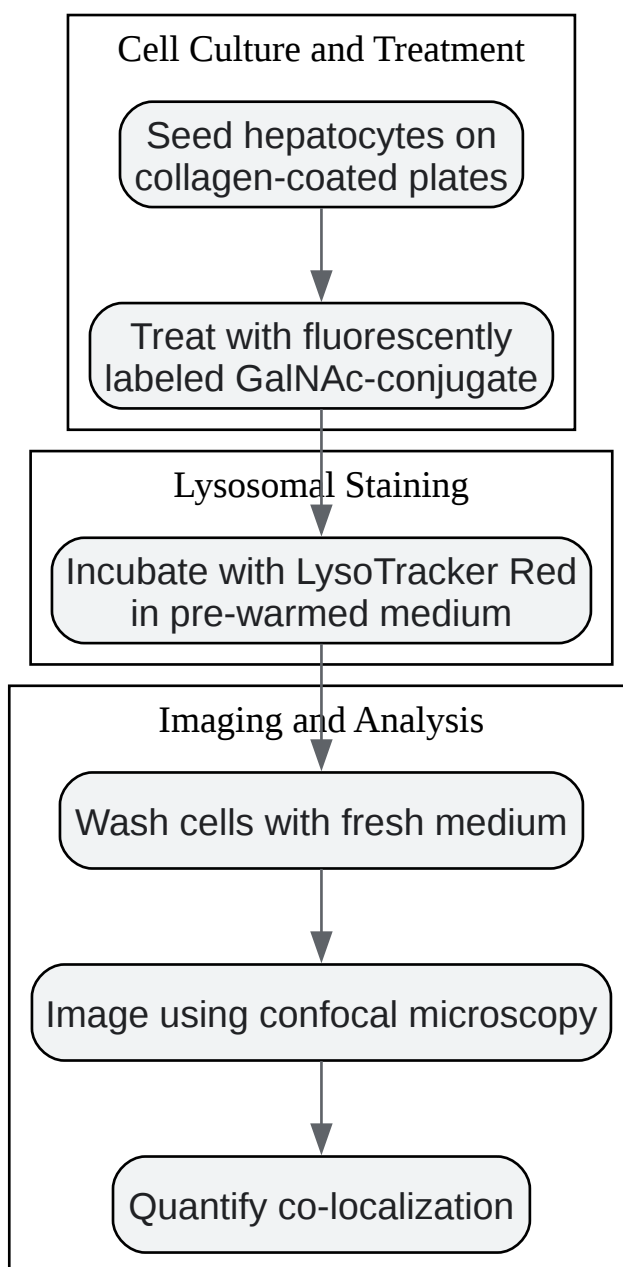 Cell Culture and Treatment
Seed hepatocytes on
collagen-coated plates
Treat with fluorescently
labeled GalNAc-conjugate
Lysosomal Staining
Incubate with LysoTracker Red
in pre-warmed medium
Imaging and Analysis
Wash cells with fresh medium
Image using confocal microscopy
Quantify co-localization